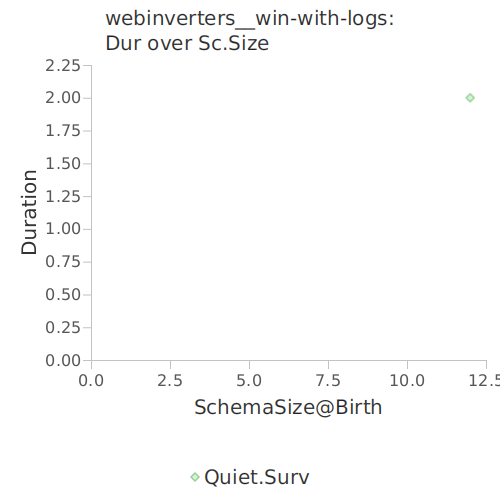 webinverters__win-with-logs:
Dur over Sc.Size
2.25
2.00
1.75
1.50
1.25
1.00
0.75
0.50
0.25
0.00
Duration
0.0 2.5 5.0 7.5 10.0 12.5
SchemaSize@Birth
Quiet.Surv